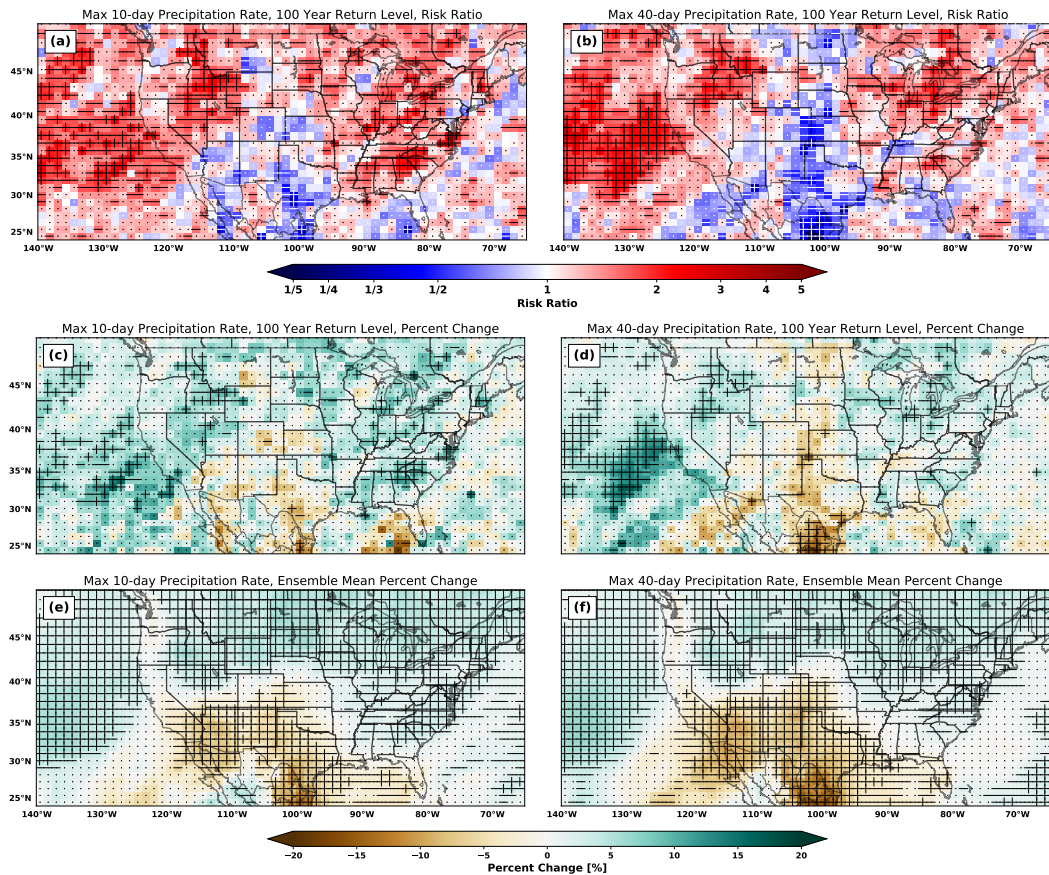 Max 10-day Precipitation Rate, 100 Year Return Level, Risk Ratio
Max 40-day Precipitation Rate, 100 Year Return Level, Risk Ratio
(a)
(b)
45°N
40°N
35°N
30°N
25°N
140°W 130°W 120°W 110°W 100°W 90°W 80°W 70°W
140°W 130°W 120°W 110°W 100°W 90°W 80°W 70°W
1/5 1/4 1/3 1/2 1 2 3 4 5
Risk Ratio
Max 10-day Precipitation Rate, 100 Year Return Level, Percent Change
Max 40-day Precipitation Rate, 100 Year Return Level, Percent Change
(c)
(d)
45°N
40°N
35°N
30°N
25°N
Max 10-day Precipitation Rate, Ensemble Mean Percent Change
Max 40-day Precipitation Rate, Ensemble Mean Percent Change
(e)
(f)
45°N
40°N
35°N
30°N
25°N
140°W 130°W 120°W 110°W 100°W 90°W 80°W 70°W
140°W 130°W 120°W 110°W 100°W 90°W 80°W 70°W
−20 −15 −10 −5 0 5 10 15 20
Percent Change [%]